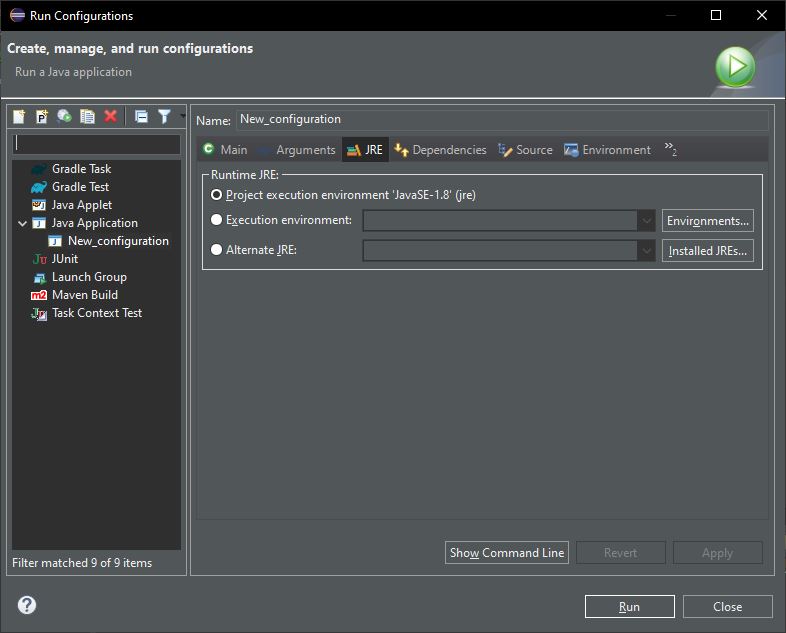 Run Configurations
Create, manage, and run configurations
Run a Java application
Name: New_configuration
Main Arguments JRE Dependencies Source Environment »2
Gradle Task
Gradle Test
Java Applet
Java Application
New_configuration
JUnit
Launch Group
m2 Maven Build
Task Context Test
Filter matched 9 of 9 items
Runtime JRE:
Project execution environment 'JavaSE-1.8' (jre)
Execution environment: Environments...
Alternate JRE: Installed JREs...
Show Command Line Revert Apply
Run Close